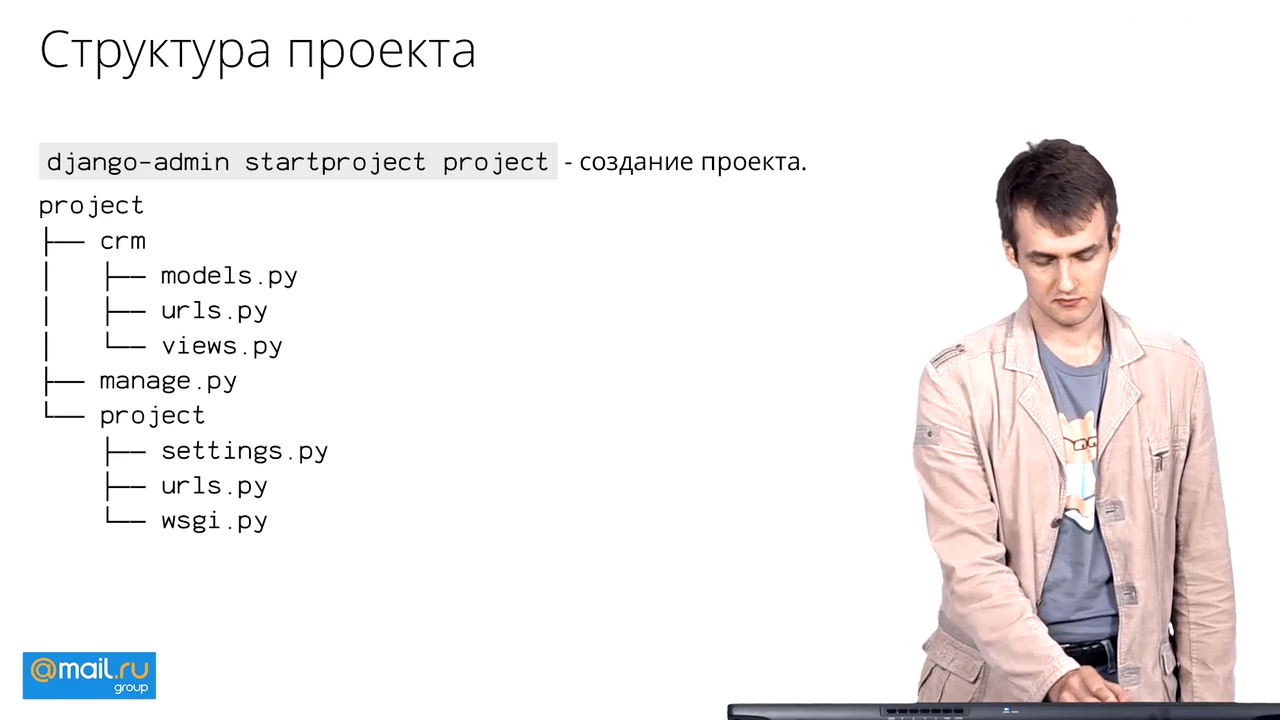 Структура проекта
django-admin startproject project - создание проекта.
project
├── crm
│   ├── models.py
│   ├── urls.py
│   └── views.py
├── manage.py
└── project
    ├── settings.py
    ├── urls.py
    └── wsgi.py
@mail.ru
group